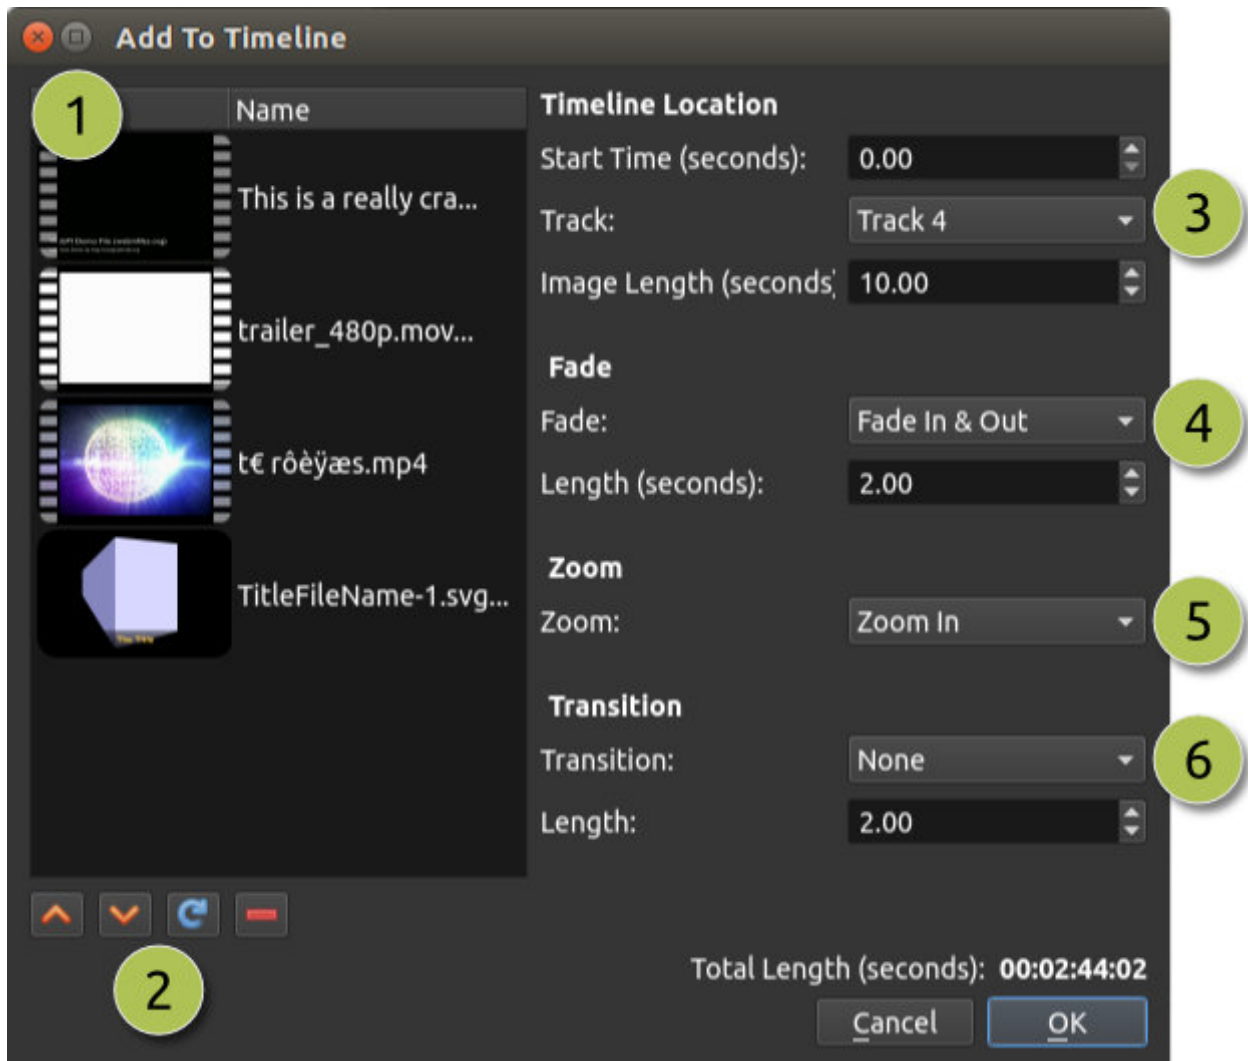 Add To Timeline
1
Name
This is a really cra...
trailer_480p.mov...
t€ rôèÿæs.mp4
TitleFileName-1.svg...
2
Timeline Location
Start Time (seconds): 0.00
Track: Track 4
3
Image Length (seconds) 10.00
Fade
Fade: Fade In & Out
4
Length (seconds): 2.00
Zoom
Zoom: Zoom In
5
Transition
Transition: None
6
Length: 2.00
Total Length (seconds): 00:02:44:02
Cancel
OK